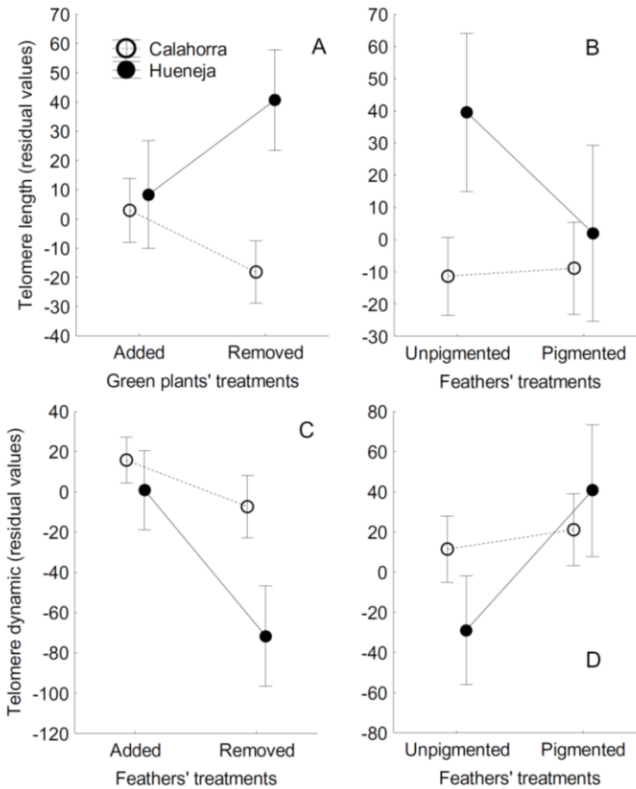 Telomere length (residual values)
70
60
50
40
30
20
10
0
-10
-20
-30
-40
Calahorra
Hueneja
A
Added
Removed
Green plants' treatments
70
60
50
40
30
20
10
0
-10
-20
-30
B
Unpigmented
Pigmented
Feathers' treatments
Telomere dynamic (residual values)
40
20
0
-20
-40
-60
-80
-100
-120
C
Added
Removed
Feathers' treatments
80
60
40
20
0
-20
-40
-60
-80
D
Unpigmented
Pigmented
Feathers' treatments